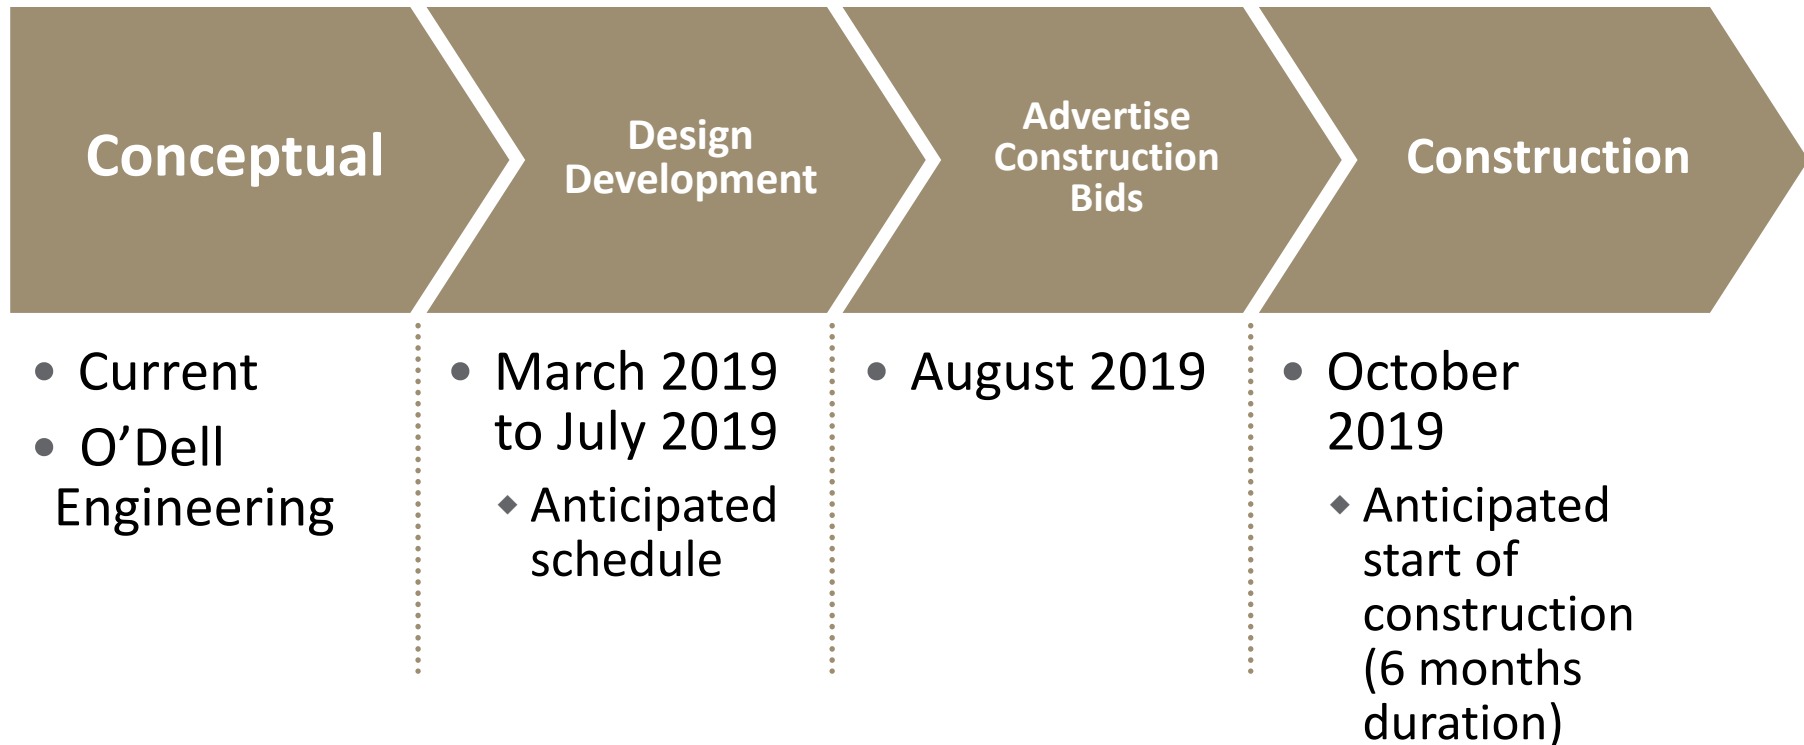 Conceptual
Design
Development
Advertise
Construction
Bids
Construction
• Current
• O’Dell
Engineering
• March 2019
to July 2019
◆ Anticipated
schedule
• August 2019
• October
2019
◆ Anticipated
start of
construction
(6 months
duration)